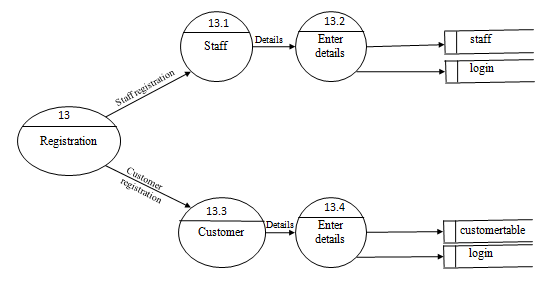 13.1
Staff
Details
13.2
Enter
details
staff
login
Staff registration
13
Registration
Customer
registration
13.3
Customer
Details
13.4
Enter
details
customertable
login